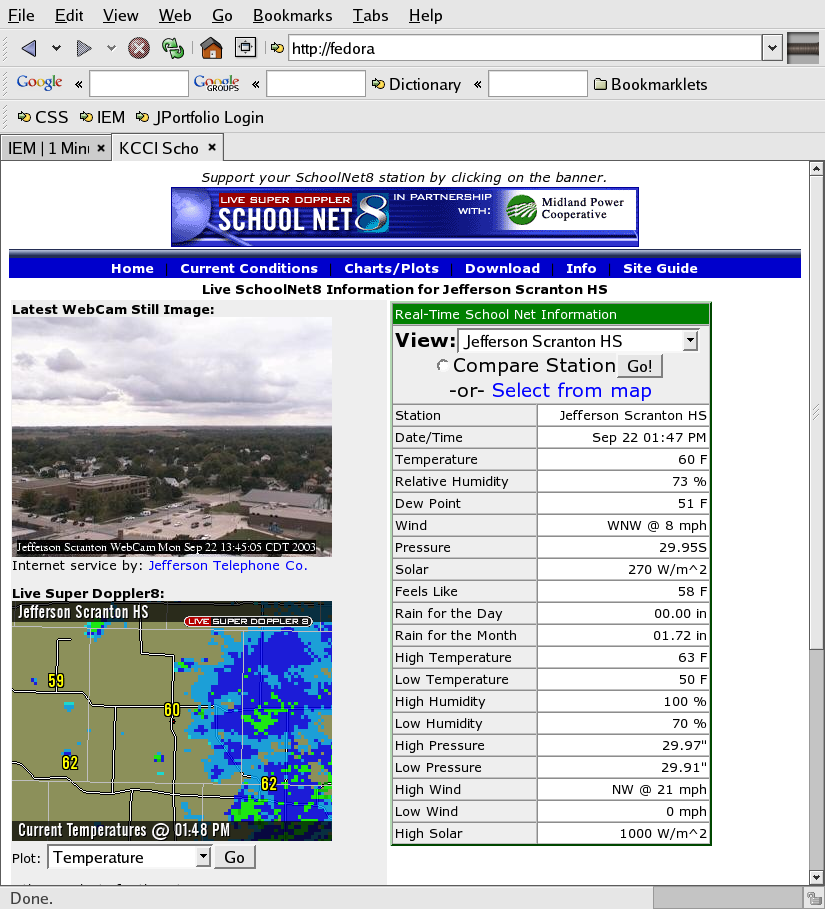 File Edit View Web Go Bookmarks Tabs Help
http://fedora
Google « Google GROUPS « Dictionary « Bookmarklets
CSS IEM JPortfolio Login
IEM | 1 Minu × KCCI Scho ×
Support your SchoolNet8 station by clicking on the banner.
LIVE SUPER DOPPLER
SCHOOL NET 8
IN PARTNERSHIP
WITH:
Midland Power
Cooperative
Home Current Conditions Charts/Plots Download Info Site Guide
Live SchoolNet8 Information for Jefferson Scranton HS
Latest WebCam Still Image:
Jefferson Scranton WebCam Mon Sep 22 13:45:05 CDT 2003
Internet service by: Jefferson Telephone Co.
Live Super Doppler8:
Jefferson Scranton HS
LIVE SUPER DOPPLER 8
59
60
62
62
Current Temperatures @ 01:48 PM
Plot: Temperature Go
Real-Time School Net Information
View: Jefferson Scranton HS
Compare Station Go!
-or- Select from map
Station Jefferson Scranton HS
Date/Time Sep 22 01:47 PM
Temperature 60 F
Relative Humidity 73 %
Dew Point 51 F
Wind WNW @ 8 mph
Pressure 29.95S
Solar 270 W/m^2
Feels Like 58 F
Rain for the Day 00.00 in
Rain for the Month 01.72 in
High Temperature 63 F
Low Temperature 50 F
High Humidity 100 %
Low Humidity 70 %
High Pressure 29.97"
Low Pressure 29.91"
High Wind NW @ 21 mph
Low Wind 0 mph
High Solar 1000 W/m^2
Done.